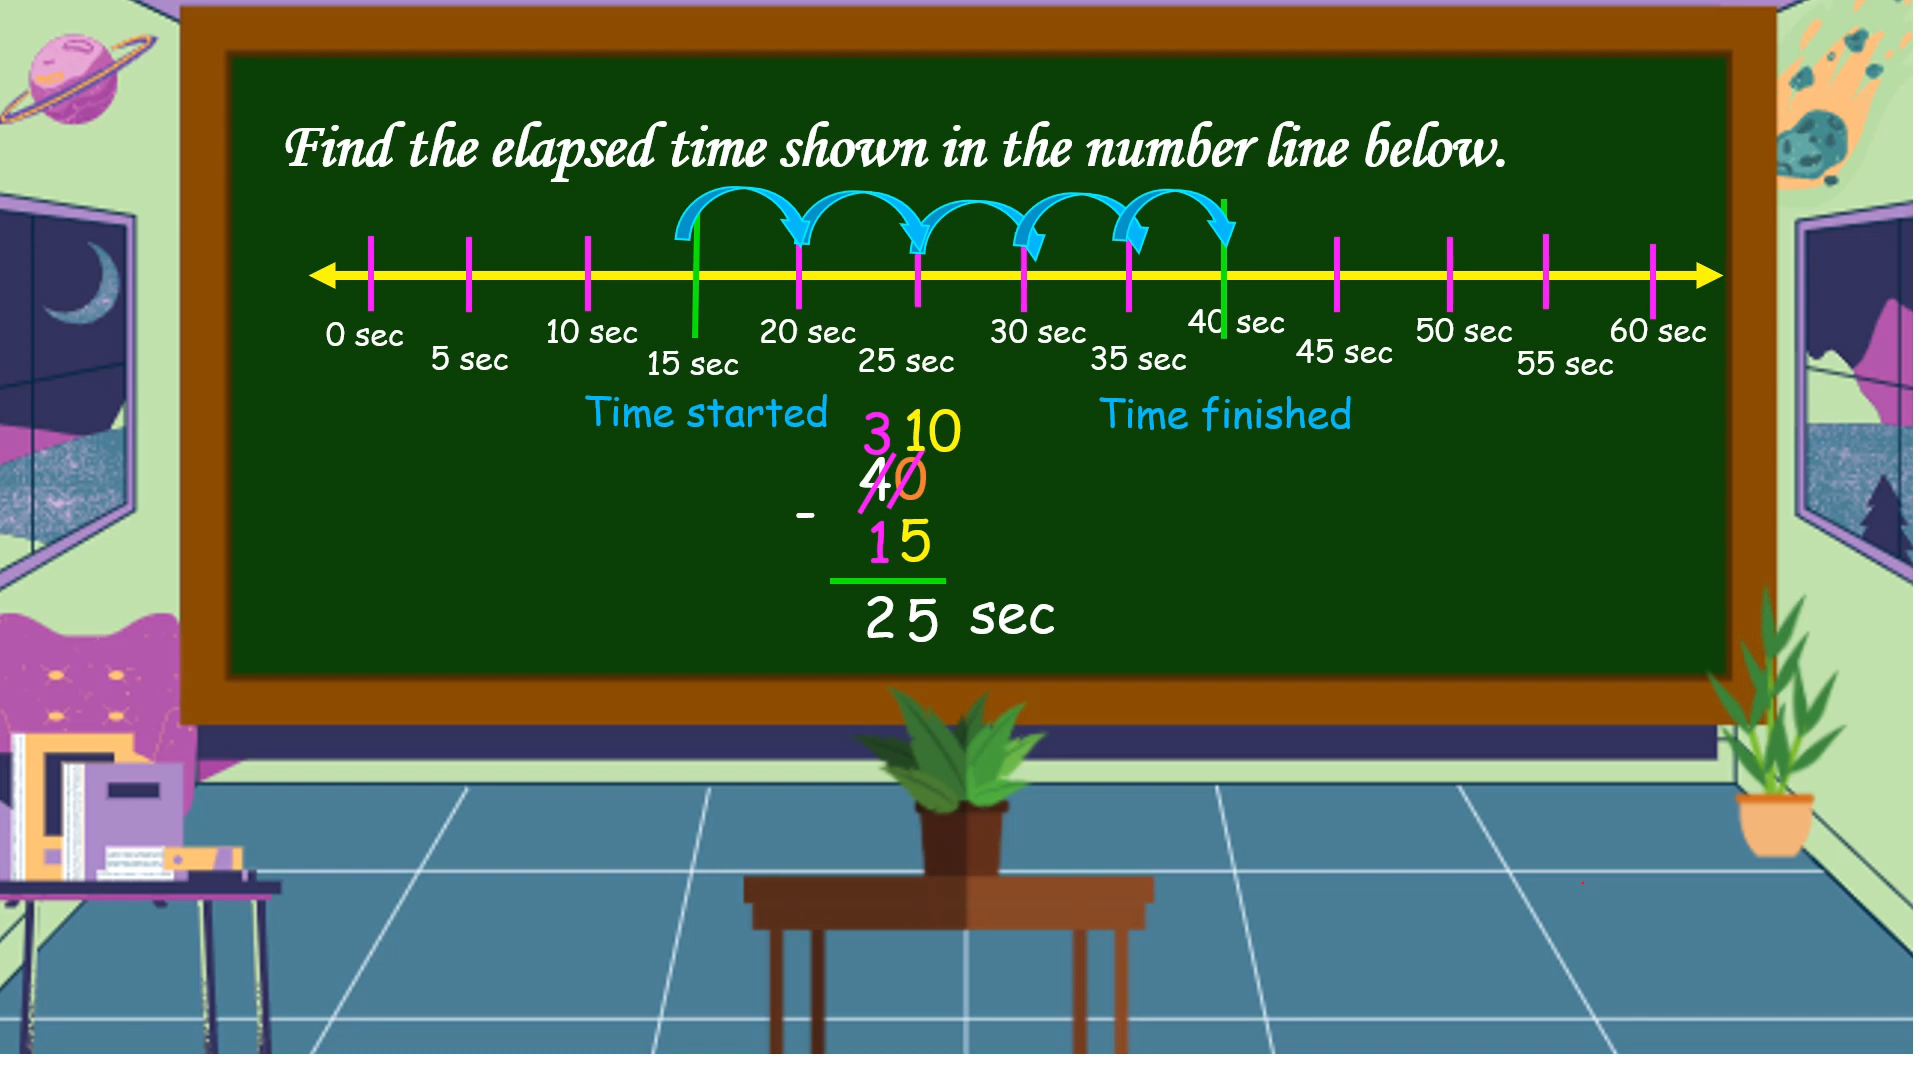 Find the elapsed time shown in the number line below.
0 sec 5 sec 10 sec 15 sec 20 sec 25 sec 30 sec 35 sec 40 sec 45 sec 50 sec 55 sec 60 sec
Time started Time finished
3 10
40
- 15
25 sec